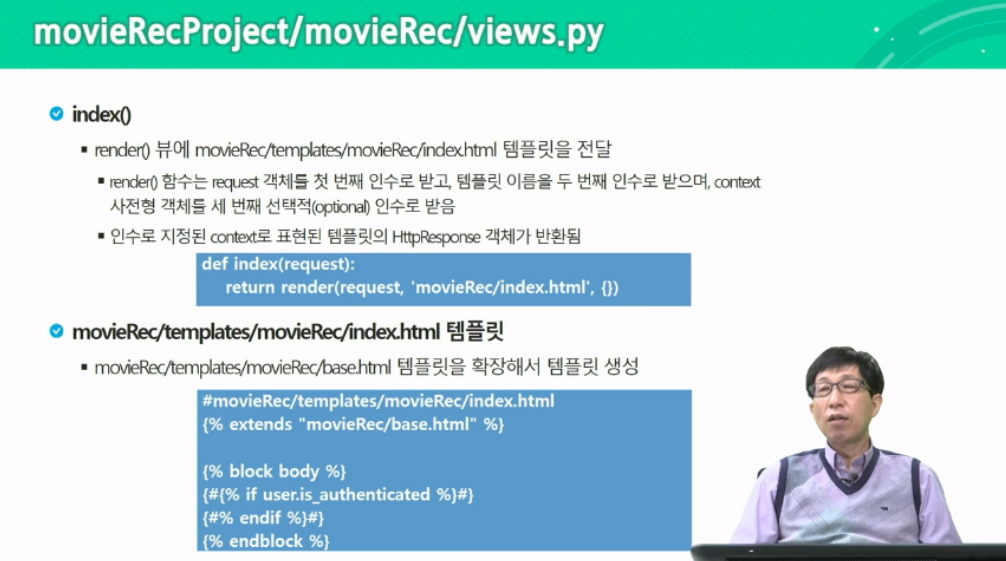 movieRecProject/movieRec/views.py
index()
render() 뷰에 movieRec/templates/movieRec/index.html 템플릿을 전달
render() 함수는 request 객체를 첫 번째 인수로 받고, 템플릿 이름을 두 번째 인수로 받으며, context
사전형 객체를 세 번째 선택적(optional) 인수로 받음
인수로 지정된 context로 표현된 템플릿의 HttpResponse 객체가 반환됨
def index(request):
return render(request, 'movieRec/index.html', {})
movieRec/templates/movieRec/index.html 템플릿
movieRec/templates/movieRec/base.html 템플릿을 확장해서 템플릿 생성
#movieRec/templates/movieRec/index.html
{% extends "movieRec/base.html" %}
{% block body %}
{#{% if user.is_authenticated %}#}
{#% endif %}#}
{% endblock %}